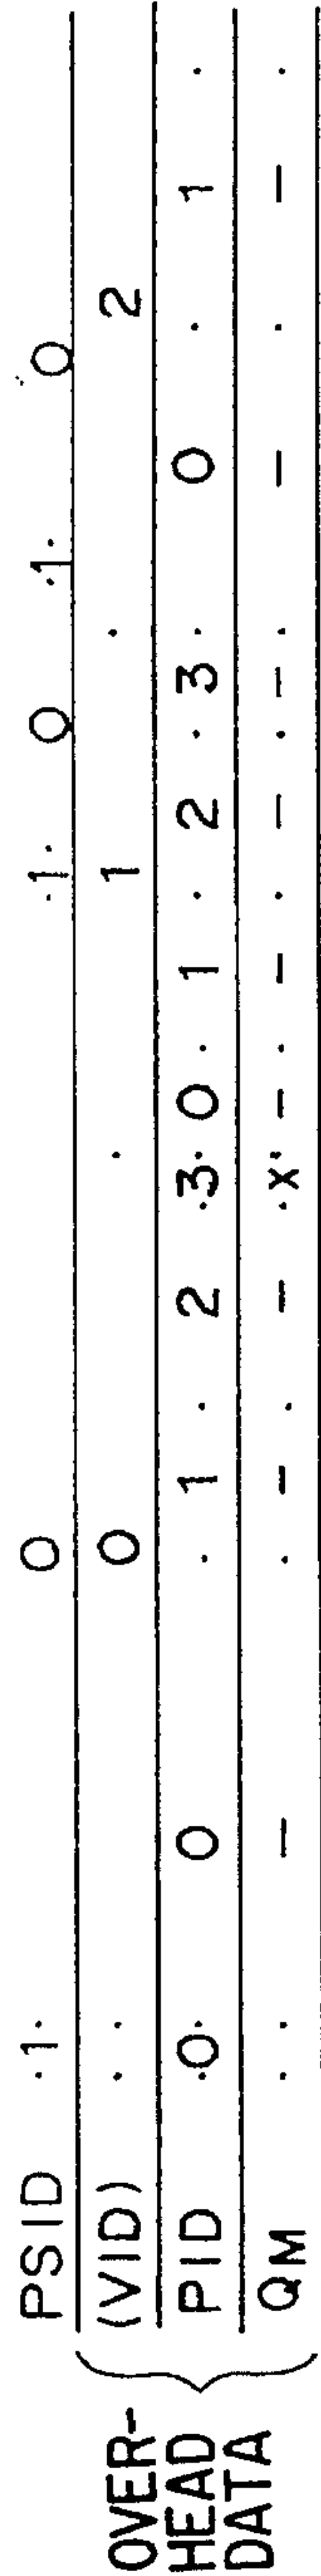 OVER-
HEAD
DATA
PSID .1. 0 .1. 0 .1. 0
(VID) . . 0 . 1 . 2
PID .0. 0 . 1 . 2 .3. 0 . 1 . 2 . 3 . 0 . 1 .
QM . . — . — . — .X. — . — . — . — . — . — .